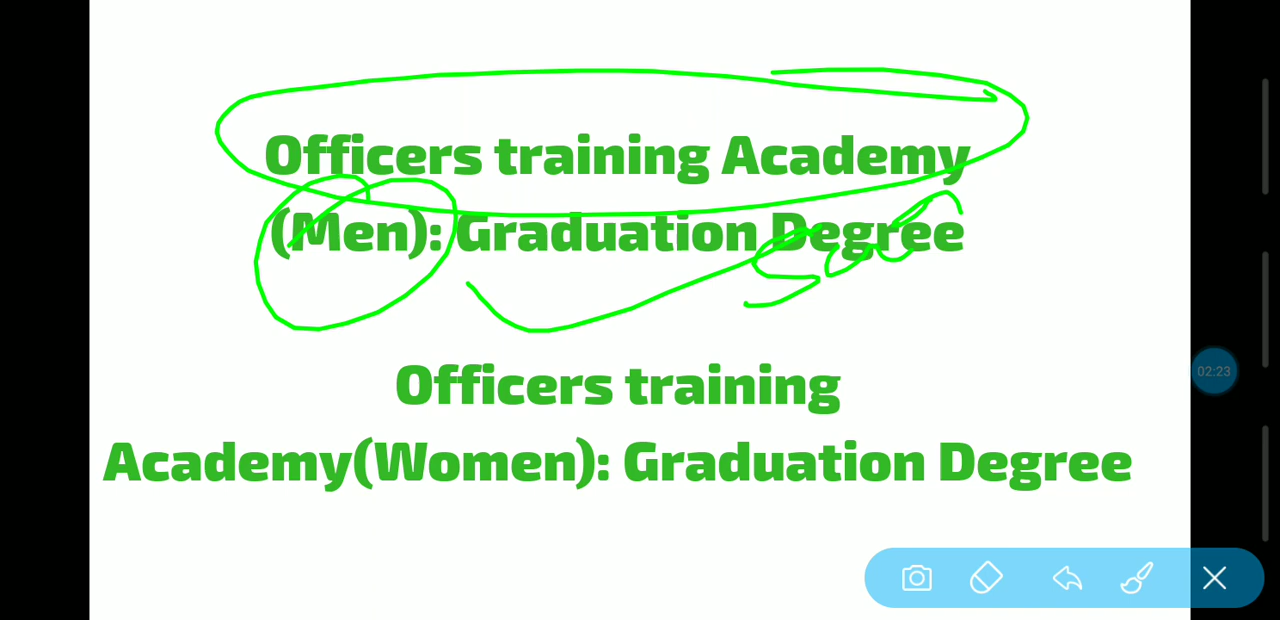 Officers training Academy
(Men): Graduation Degree
Officers training
Academy(Women): Graduation Degree
02:23